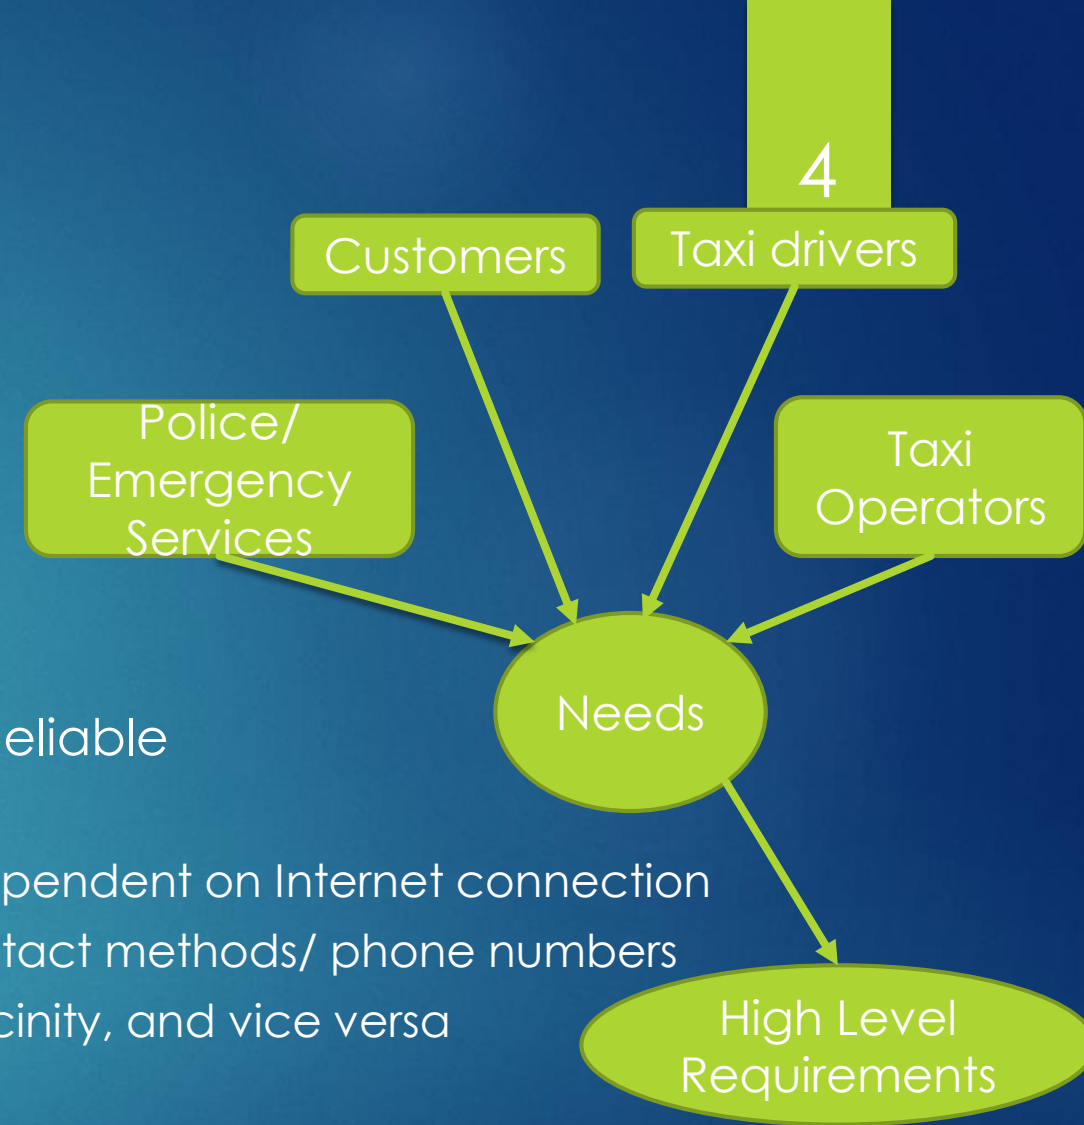 4
Customers
Taxi drivers
Police/
Emergency
Services
Taxi
Operators
Needs
eliable
pendent on Internet connection
tact methods/ phone numbers
cinity, and vice versa
High Level
Requirements